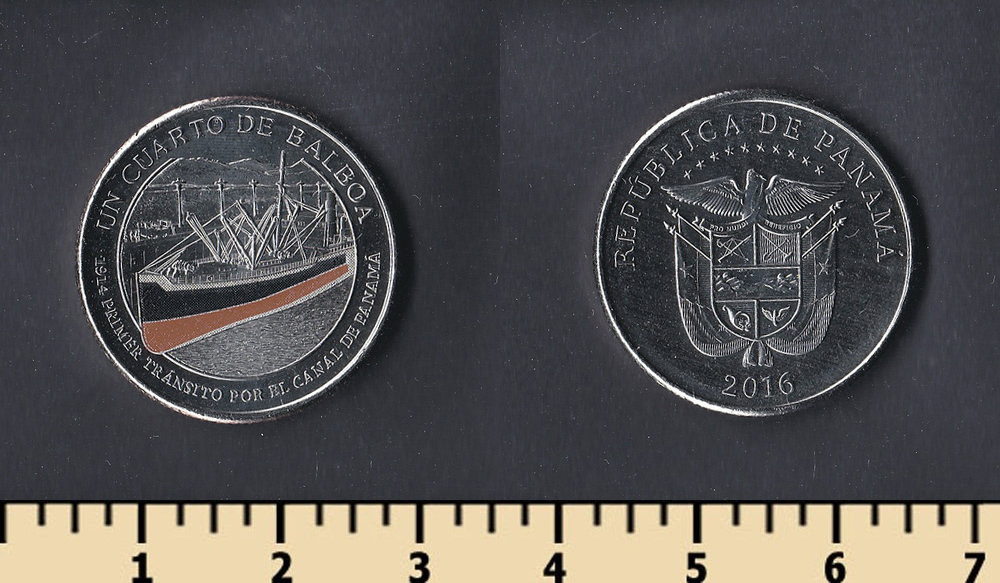 UN CUARTO DE BALBOA
1914 PRIMER TRÁNSITO POR EL CANAL DE PANAMÁ
REPÚBLICA DE PANAMÁ
2016
1 2 3 4 5 6 7